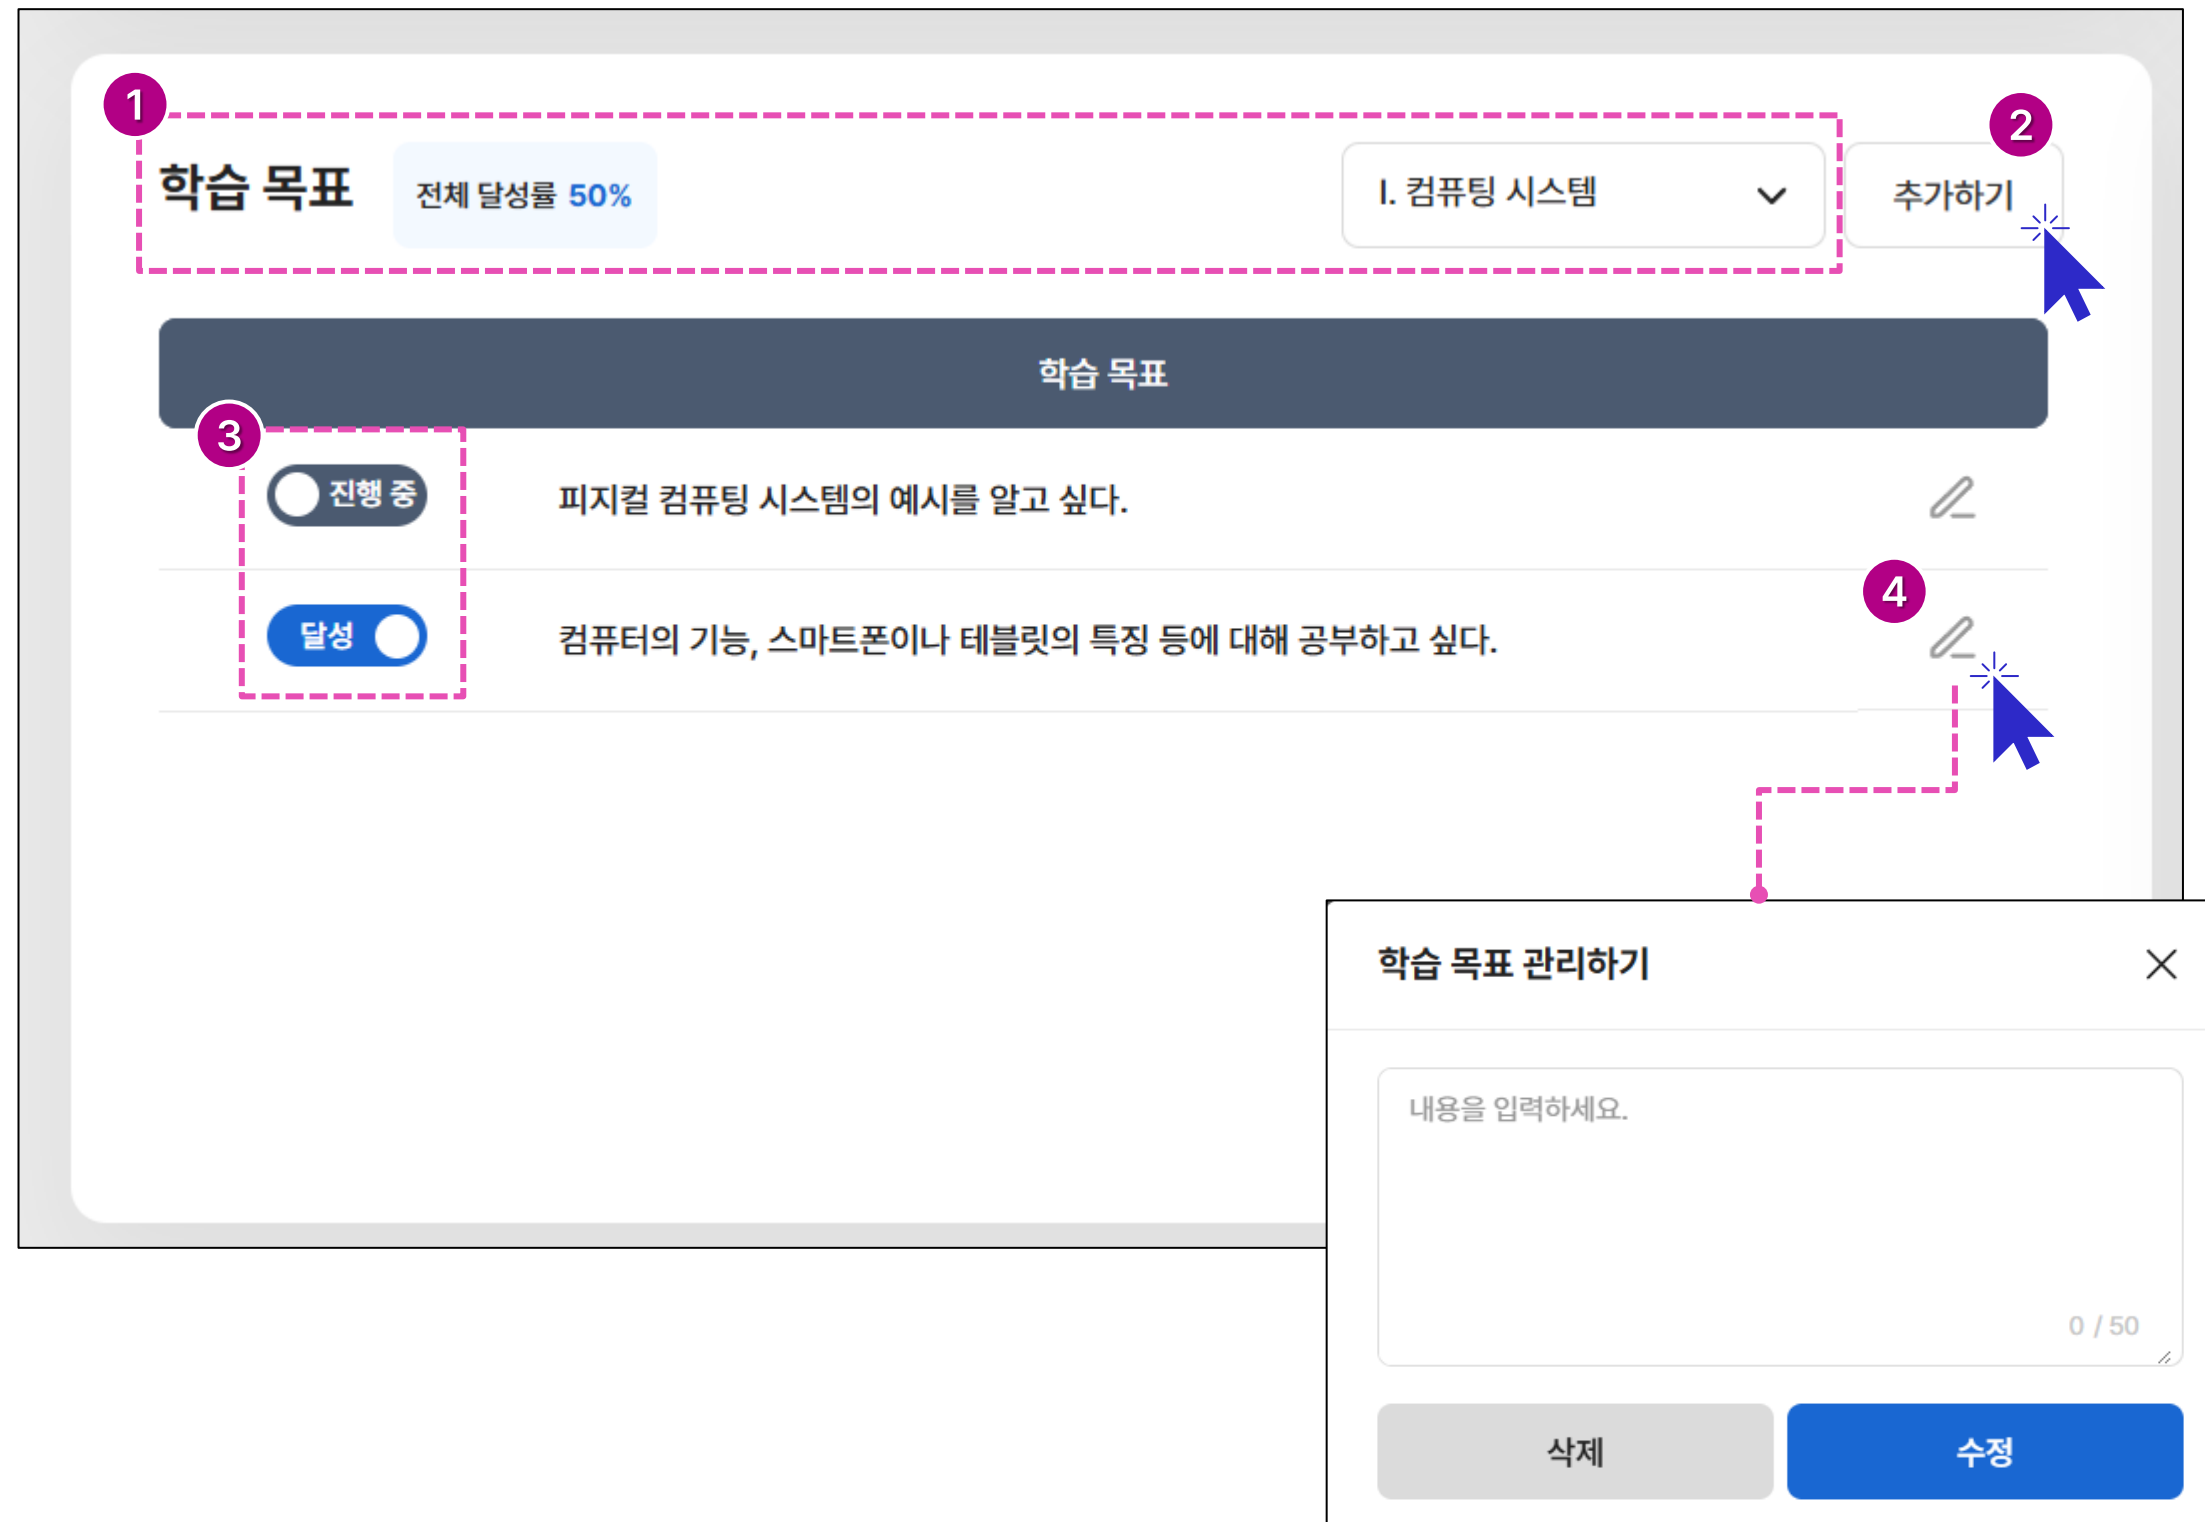 1
2
학습 목표
전체 달성률 50%
I. 컴퓨팅 시스템
추가하기
학습 목표
3
진행 중
피지컬 컴퓨팅 시스템의 예시를 알고 싶다.
4
달성
컴퓨터의 기능, 스마트폰이나 테블릿의 특징 등에 대해 공부하고 싶다.
학습 목표 관리하기
내용을 입력하세요.
0 / 50
삭제
수정